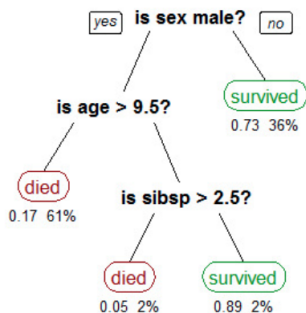 yes is sex male? no
is age > 9.5?
survived
0.73 36%
died
0.17 61%
is sibsp > 2.5?
died survived
0.05 2% 0.89 2%